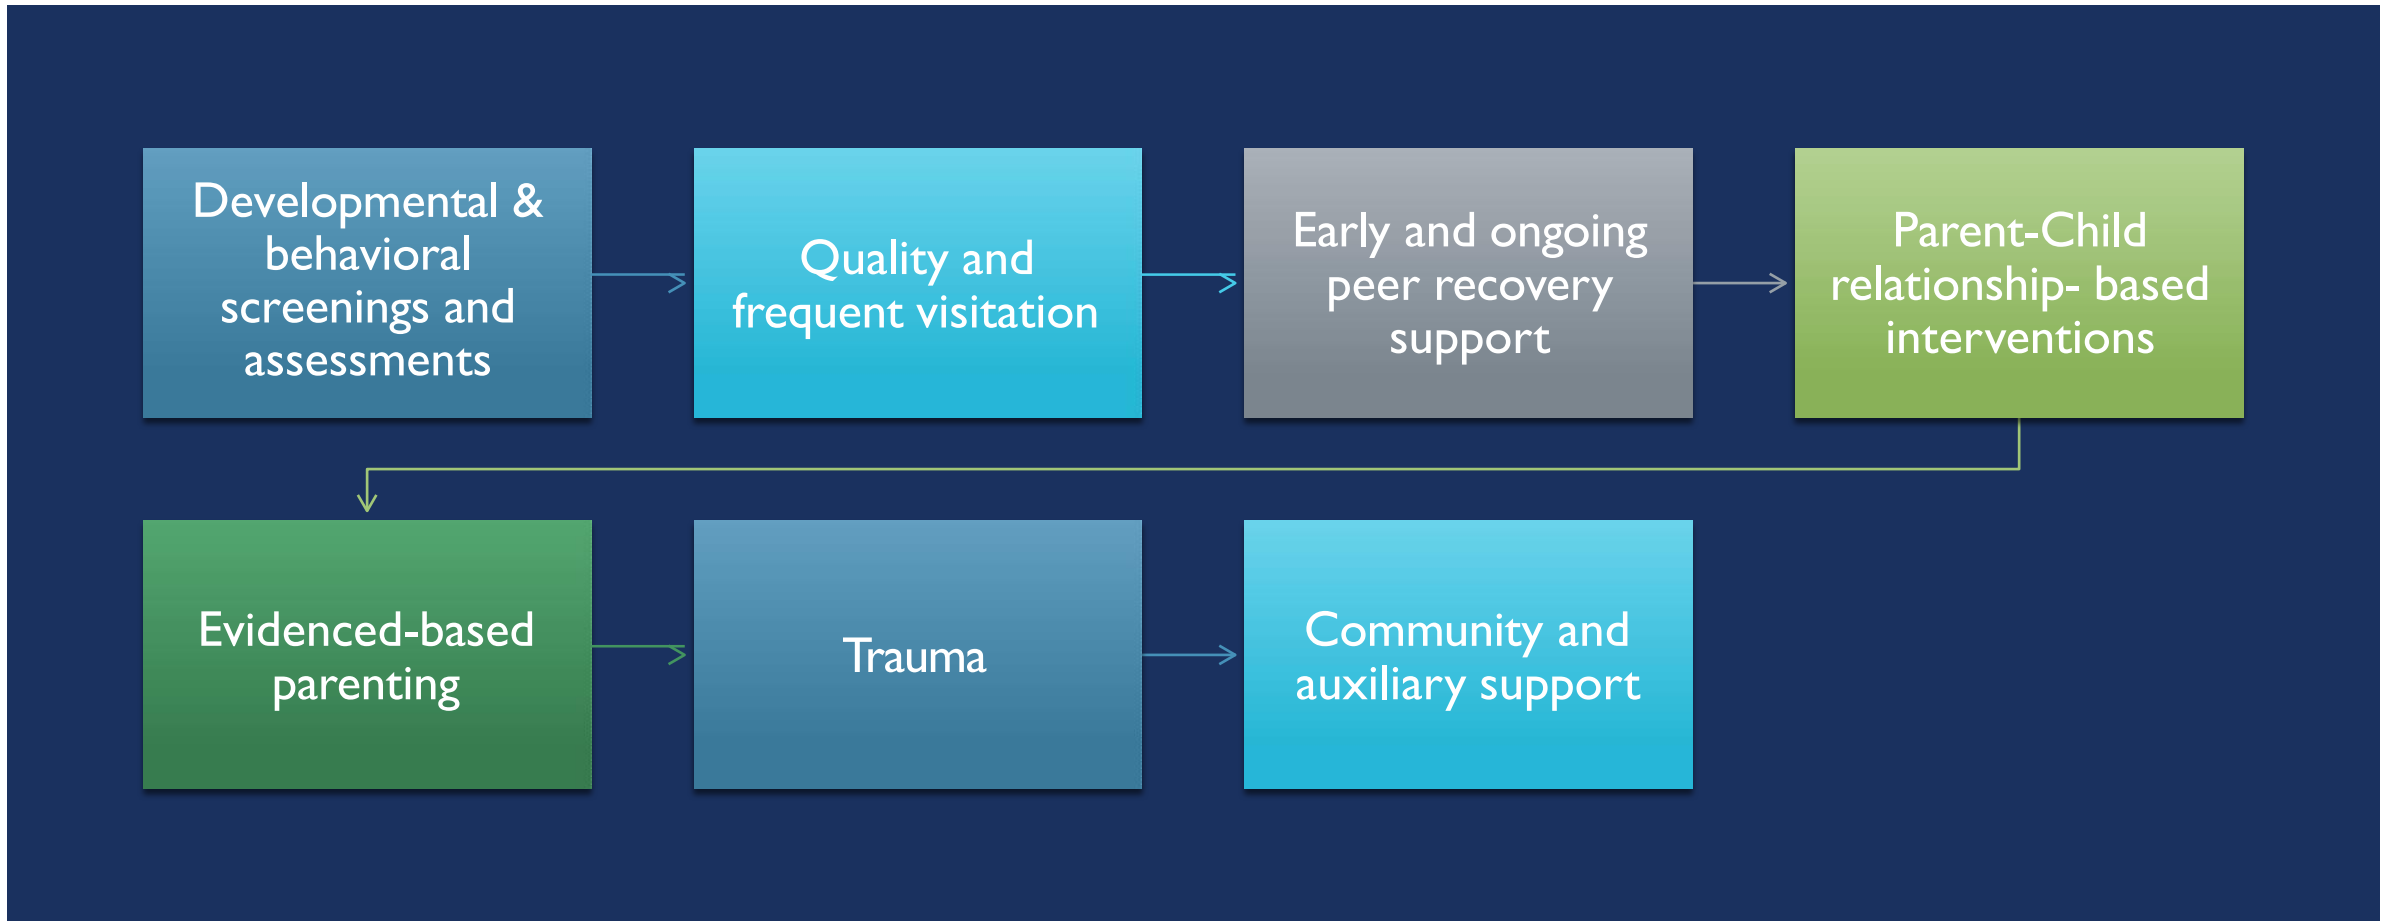 Developmental &
behavioral
screenings and
assessments
Quality and
frequent visitation
Early and ongoing
peer recovery
support
Parent-Child
relationship- based
interventions
Evidenced-based
parenting
Trauma
Community and
auxiliary support